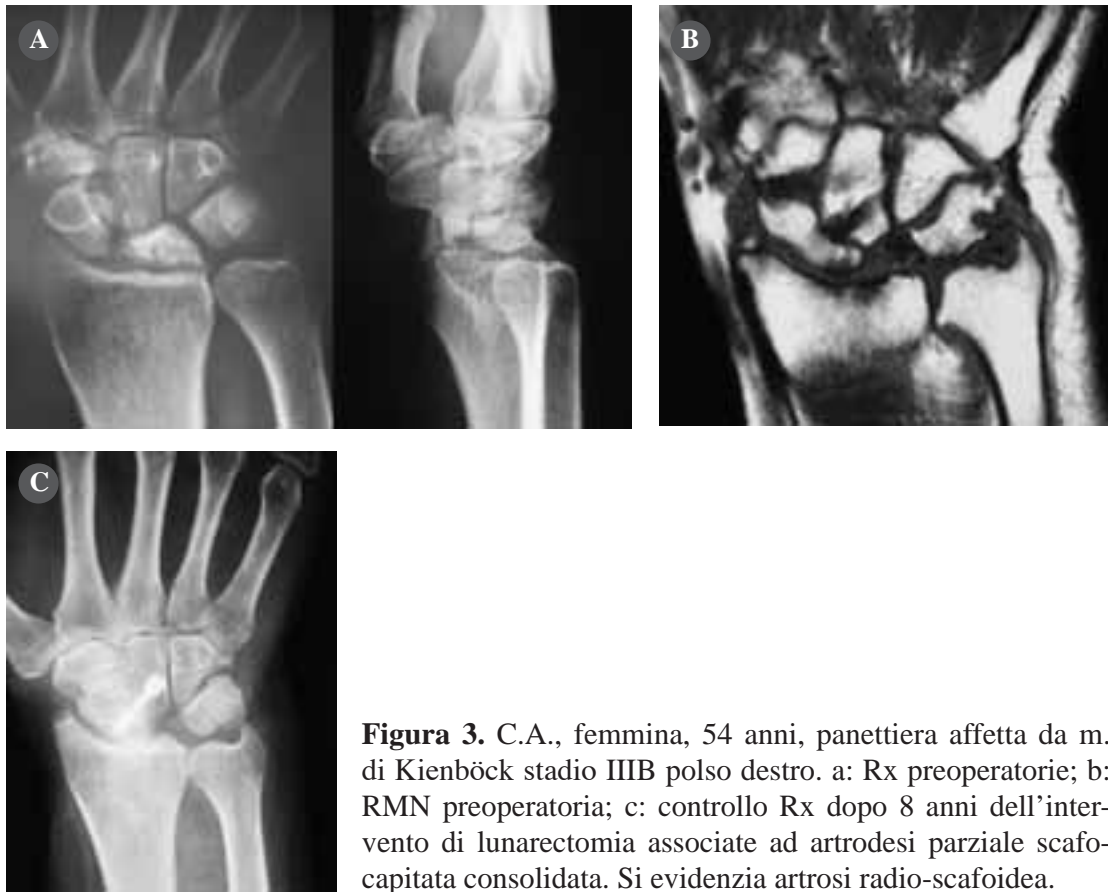 A
B
C
Figura 3. C.A., femmina, 54 anni, panettiera affetta da m.
di Kienböck stadio IIIB polso destro. a: Rx preoperatorie; b:
RMN preoperatoria; c: controllo Rx dopo 8 anni dell'inter-
vento di lunarectomia associate ad artrodesi parziale scafo-
capitata consolidata. Si evidenzia artrosi radio-scafoidea.